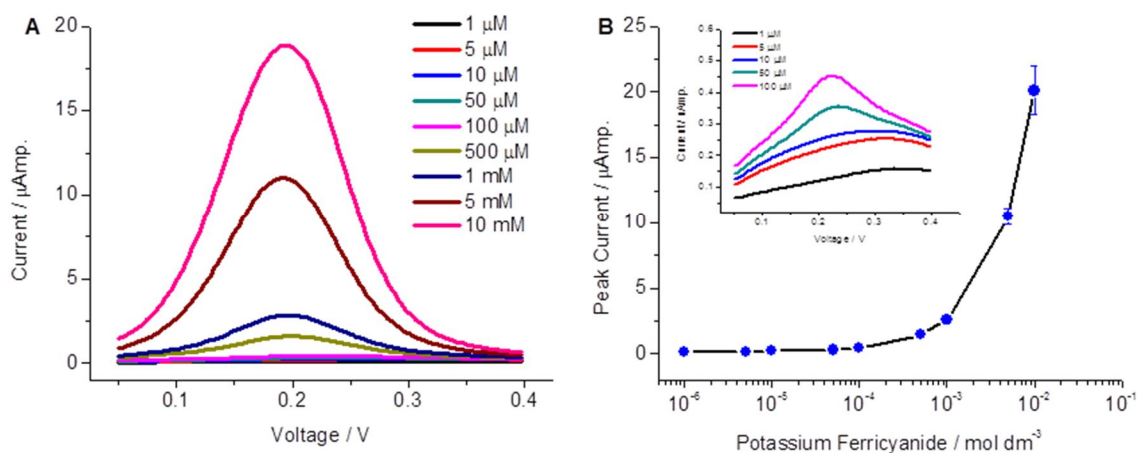 A
20
15
10
5
0
0.1 0.2 0.3 0.4
Current / μAmp.
Voltage / V
1 μM
5 μM
10 μM
50 μM
100 μM
500 μM
1 mM
5 mM
10 mM
B
25
20
15
10
5
0
10⁻⁶ 10⁻⁵ 10⁻⁴ 10⁻³ 10⁻² 10⁻¹
Peak Current / μAmp.
Potassium Ferricyanide / mol dm⁻³
0.6
0.5
0.4
0.3
0.2
0.1
0.1 0.2 0.3 0.4
Current / μAmp.
Voltage / V
1 μM
5 μM
10 μM
50 μM
100 μM